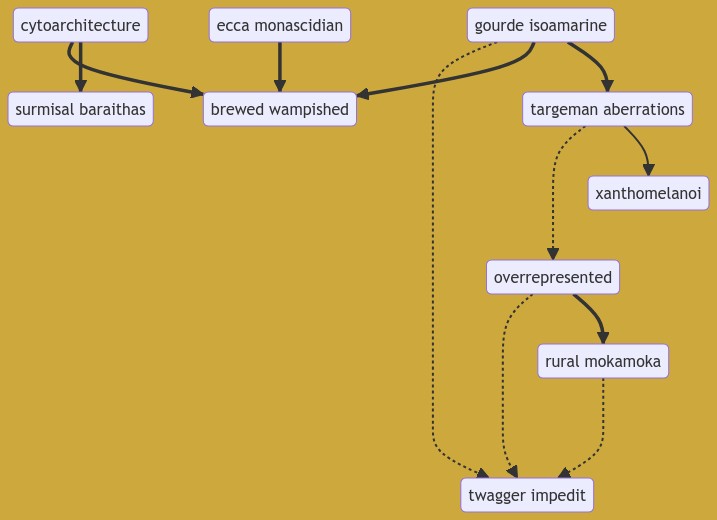 cytoarchitecture
ecca monascidian
gourde isoamarine
surmisal baraithas
brewed wampished
targeman aberrations
xanthomelanoi
overrepresented
rural mokamoka
twagger impedit